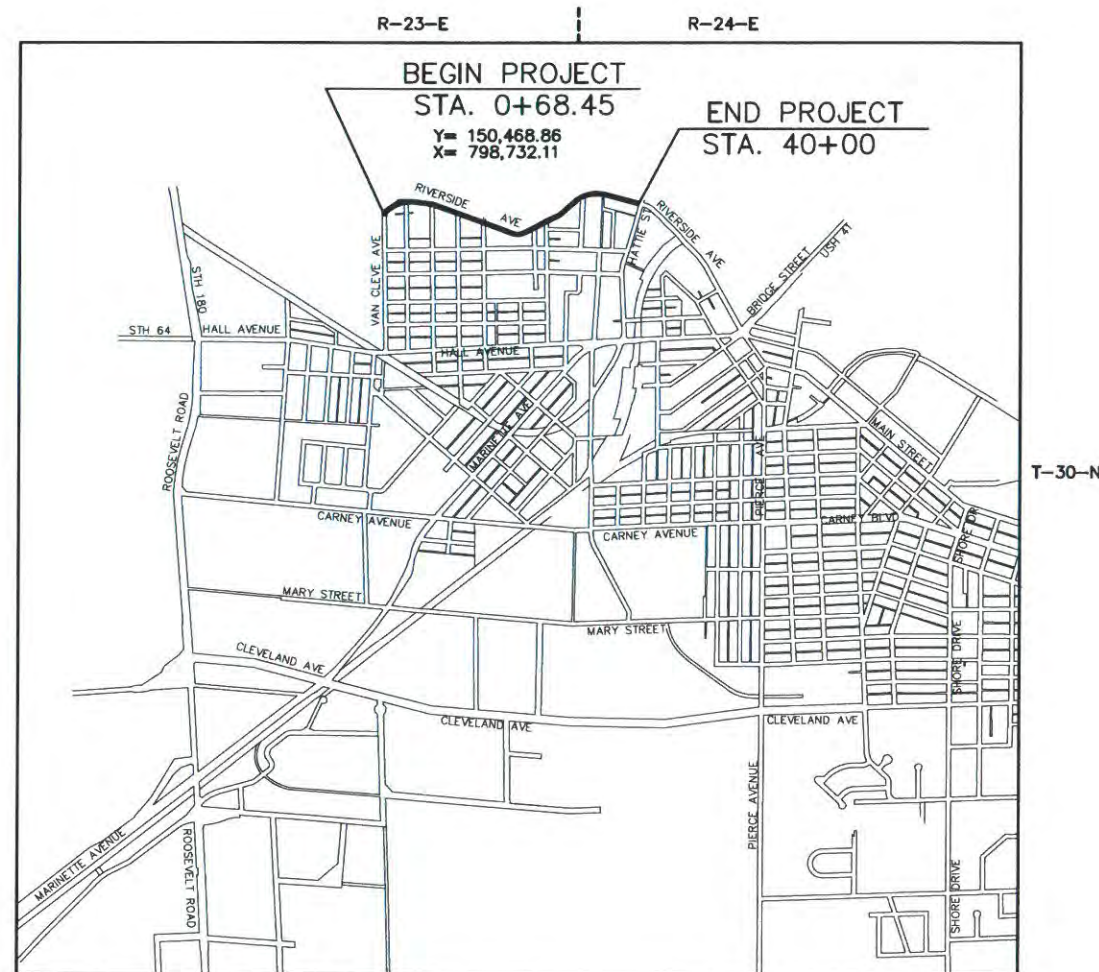 R-23-E
R-24-E
BEGIN PROJECT
STA. 0+68.45
Y= 150,468.86
X= 798,732.11
END PROJECT
STA. 40+00
RIVERSIDE AVE
HATTIE ST.
RIVERSIDE AVE
BRIDGE STREET
USH 41
VAN CLEVE AVE
STH 180
STH 64
HALL AVENUE
HALL AVENUE
ROOSEVELT ROAD
MARINETTE AVE
MAIN STREET
PIERCE AVE
T-30-N
CARNEY AVENUE
CARNEY AVENUE
CARNEY BLVD
SHORE DR
MARY STREET
MARY STREET
CLEVELAND AVE
SHORE DRIVE
CLEVELAND AVE
CLEVELAND AVE
PIERCE AVENUE
MARINETTE AVENUE
ROOSEVELT ROAD
SHORE DRIVE